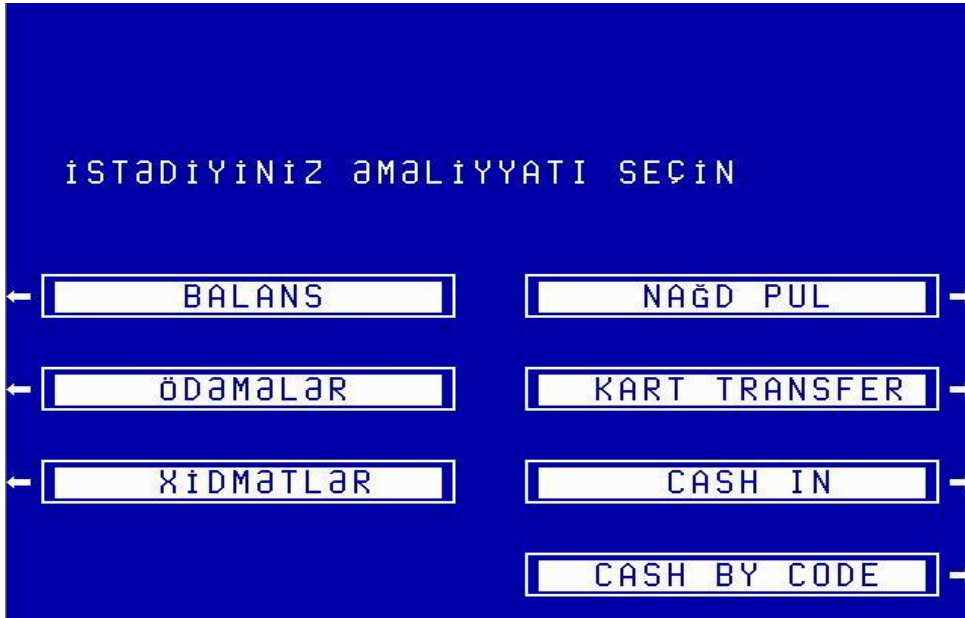 İSTƏDİYİNİZ ƏMƏLİYYATI SEÇİN
BALANS
NAĞD PUL
ÖDƏMƏLƏR
KART TRANSFER
XİDMƏTLƏR
CASH IN
CASH BY CODE